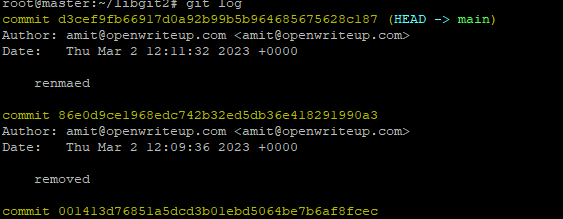 root@master:~/libgit2# git log
commit d3cef9fb66917d0a92b99b5b964685675628c187 (HEAD -> main)
Author: amit@openwriteup.com <amit@openwriteup.com>
Date:   Thu Mar 2 12:11:32 2023 +0000
renmaed
commit 86e0d9ce1968edc742b32ed5db36e418291990a3
Author: amit@openwriteup.com <amit@openwriteup.com>
Date:   Thu Mar 2 12:09:36 2023 +0000
removed
commit 001413d76851a5dcd3b01ebd5064be7b6af8fcec